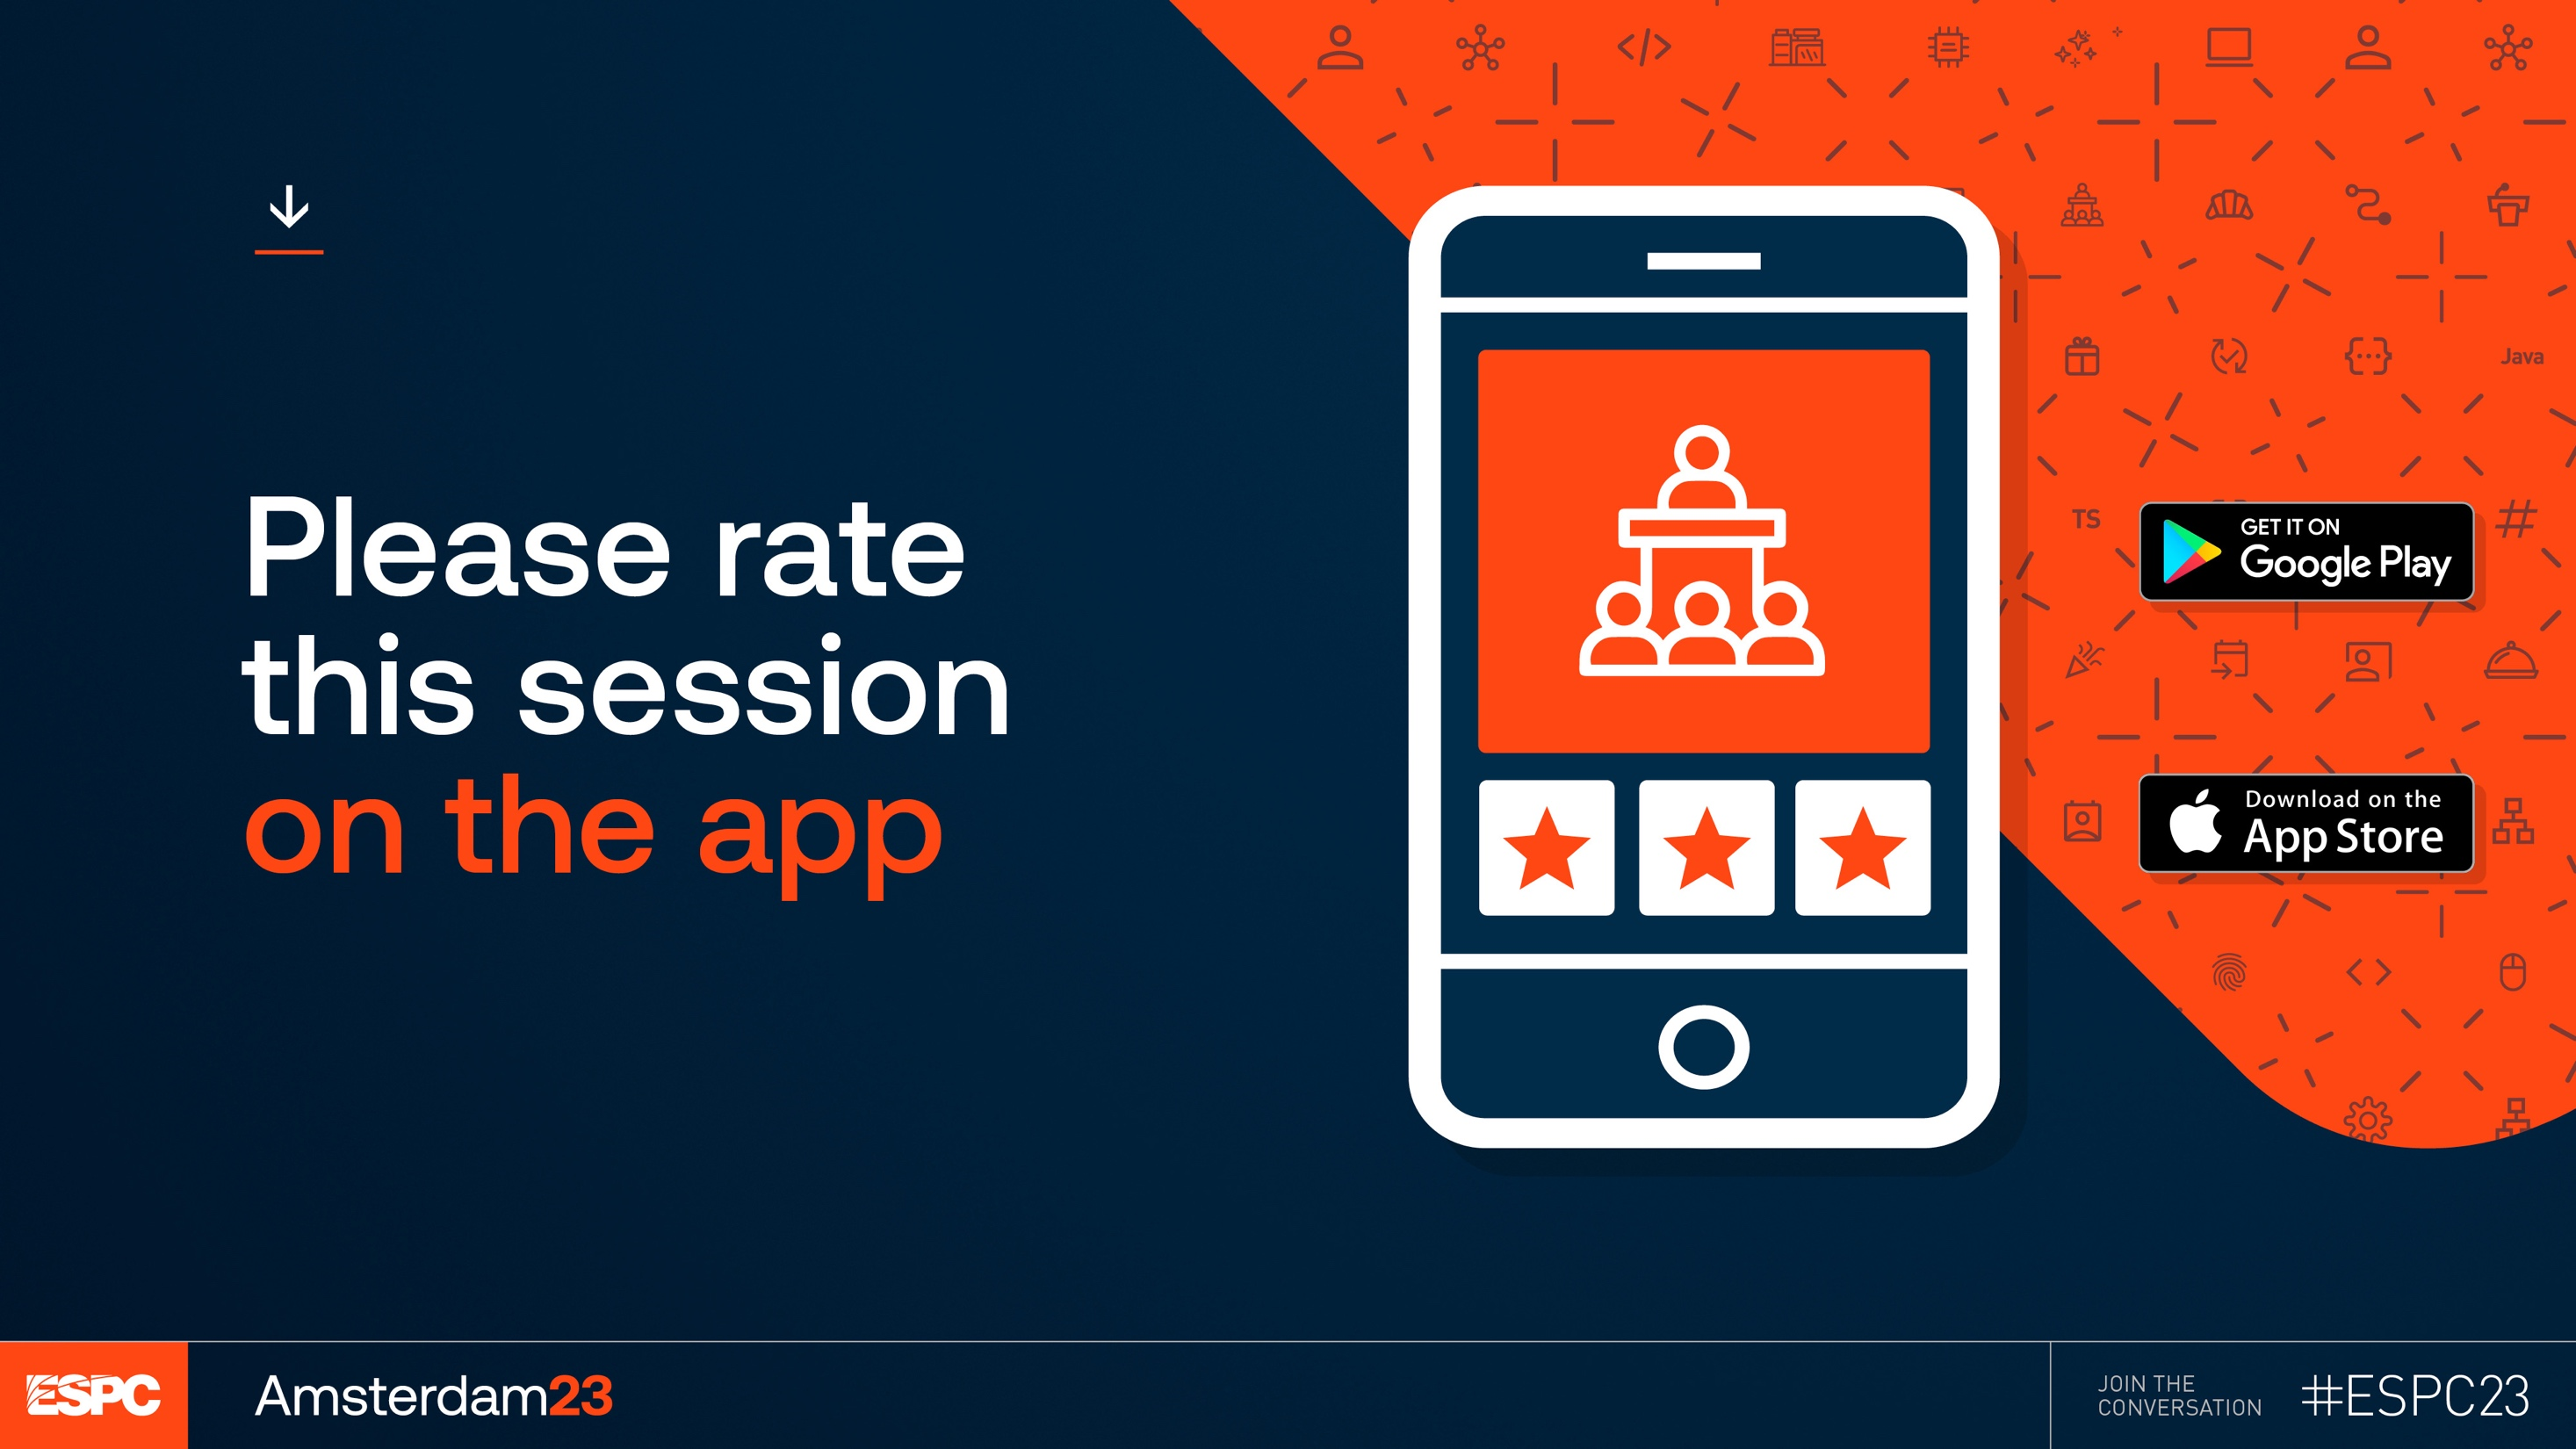 Please rate
this session
on the app
Java
TS
#
GET IT ON
Google Play
Download on the
App Store
ESPC
Amsterdam23
JOIN THE
CONVERSATION
#ESPC23